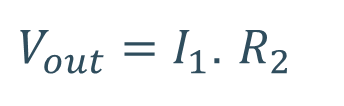 V_out = I_1. R_2